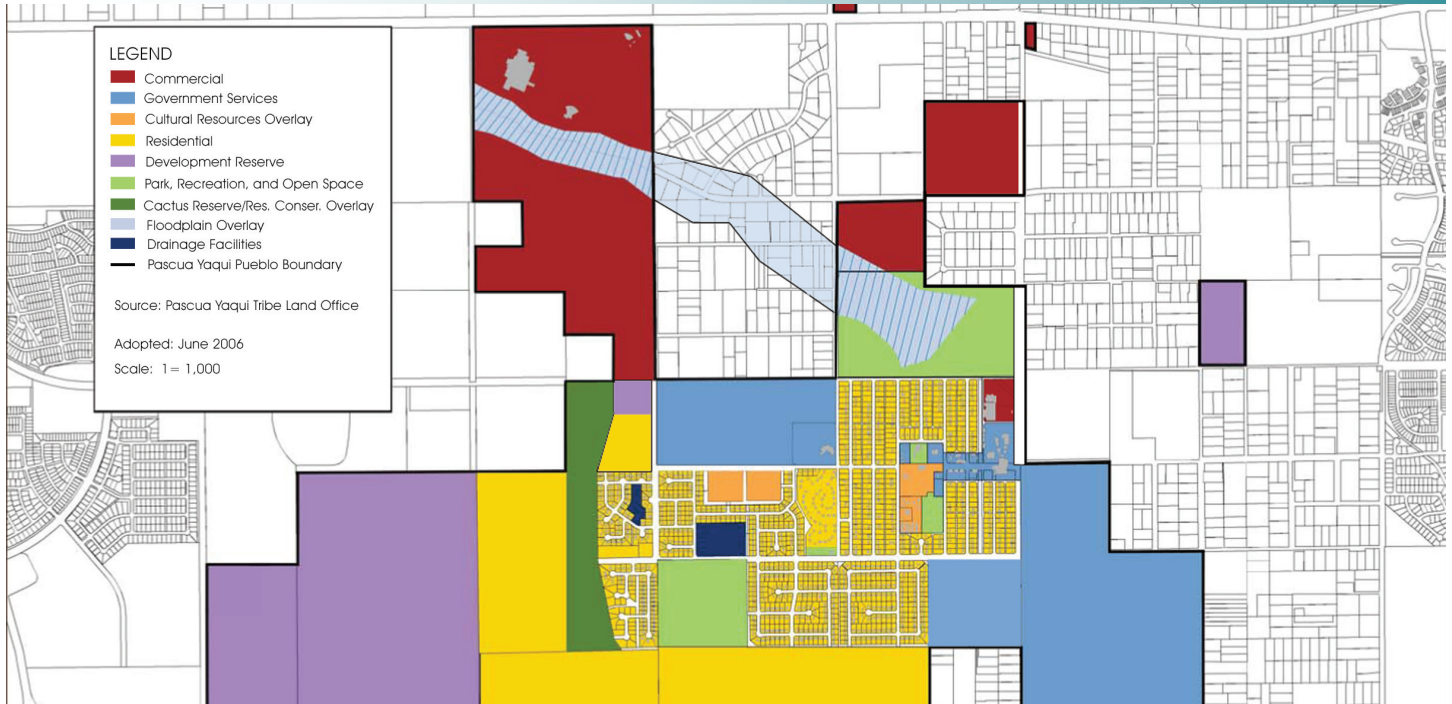 LEGEND
Commercial
Government Services
Cultural Resources Overlay
Residential
Development Reserve
Park, Recreation, and Open Space
Cactus Reserve/Res. Conser. Overlay
Floodplain Overlay
Drainage Facilities
Pascua Yaqui Pueblo Boundary
Source: Pascua Yaqui Tribe Land Office
Adopted: June 2006
Scale: 1= 1,000